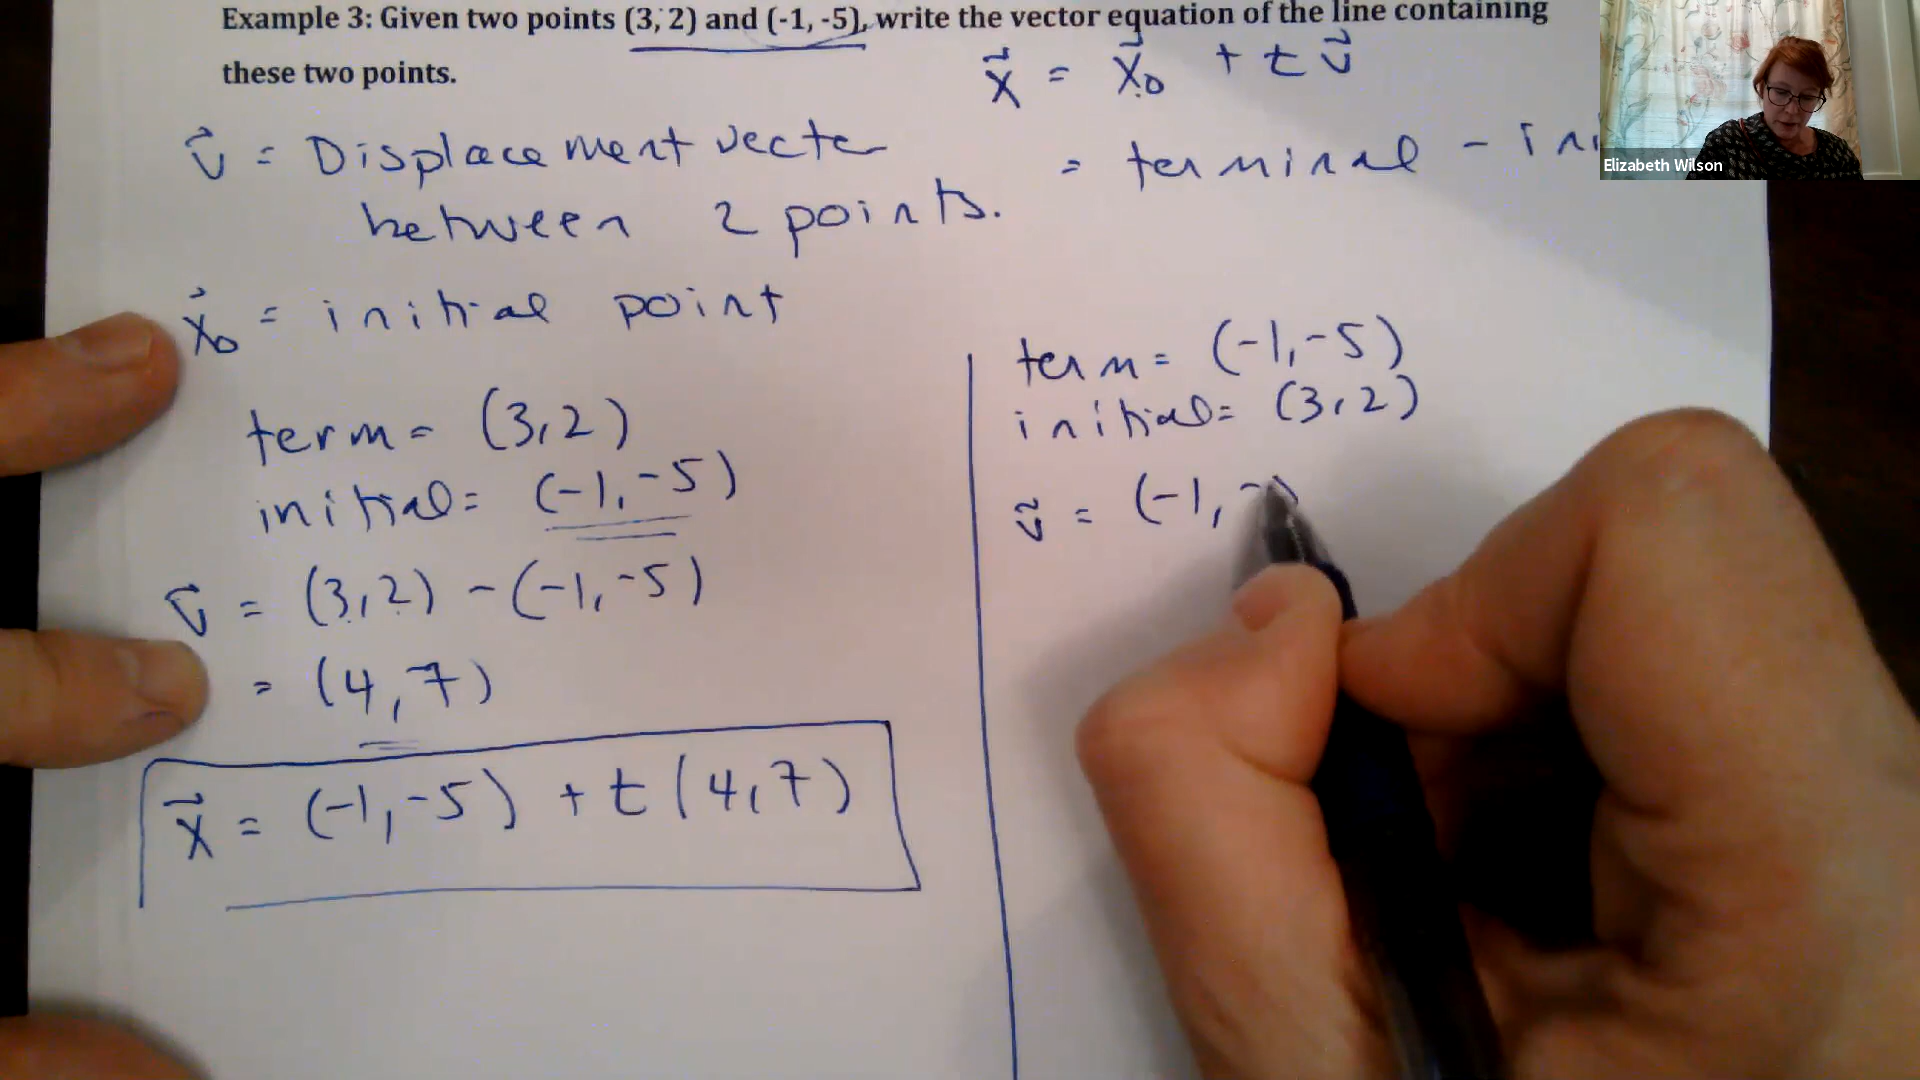 Example 3: Given two points (3, 2) and (-1, -5), write the vector equation of the line containing
these two points.
x⃗ = x⃗₀ + t v⃗
v⃗ = Displacement vector
between 2 points.
= terminal - ini
x⃗₀ = initial point
term = (3,2)
initial = (-1,-5)
v⃗ = (3,2) - (-1,-5)
= (4,7)
x⃗ = (-1,-5) + t(4,7)
term = (-1,-5)
initial = (3,2)
v⃗ = (-1, -
Elizabeth Wilson